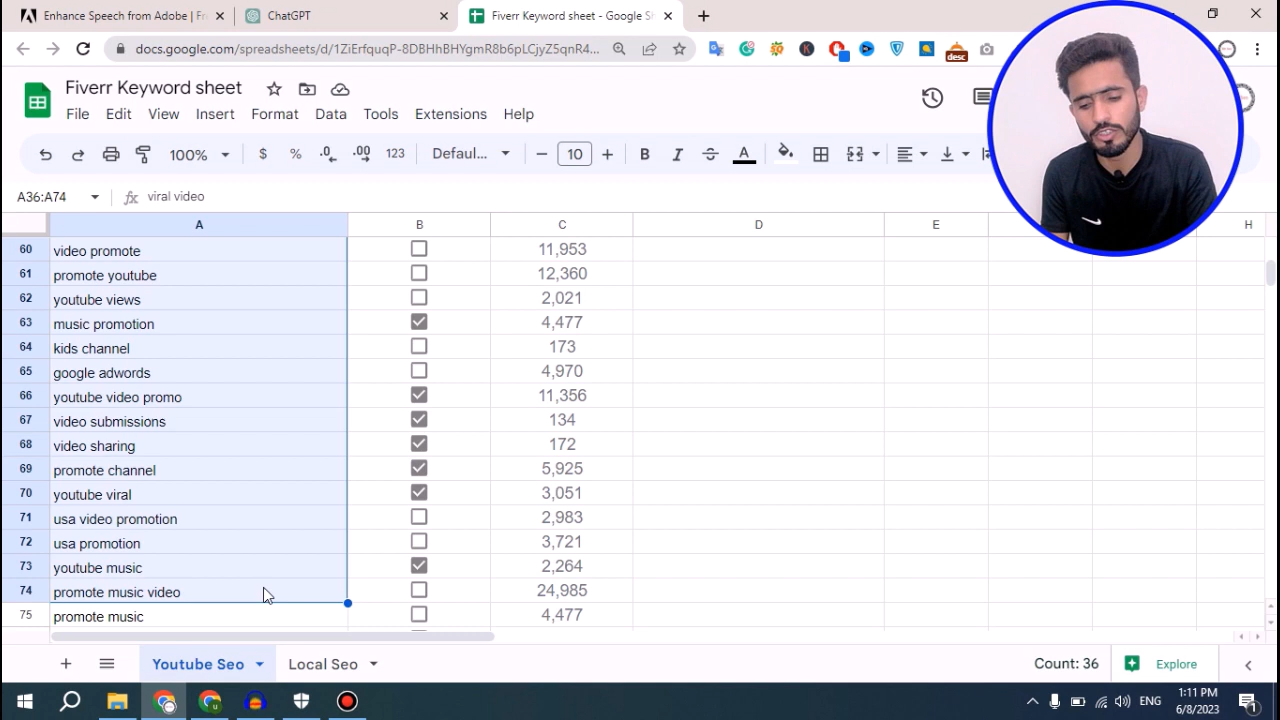 Enhance Speech from Adobe | Fr
ChatGPT
Fiverr Keyword sheet - Google Sh
docs.google.com/spreadsheets/d/1ZiErfquoP-8DBHhBHYgmR8b6pLCjyZ5qnR4...
desc
Fiverr Keyword sheet
File Edit View Insert Format Data Tools Extensions Help
100% $ % .0 .00 123 Defaul... 10 B I A
A36:A74 fx viral video
A B C D E H
60 video promote 11,953
61 promote youtube 12,360
62 youtube views 2,021
63 music promotion 4,477
64 kids channel 173
65 google adwords 4,970
66 youtube video promo 11,356
67 video submissions 134
68 video sharing 172
69 promote channel 5,925
70 youtube viral 3,051
71 usa video promotion 2,983
72 usa promotion 3,721
73 youtube music 2,264
74 promote music video 24,985
75 promote music 4,477
Youtube Seo Local Seo Count: 36 Explore
ENG
1:11 PM
6/8/2023
1